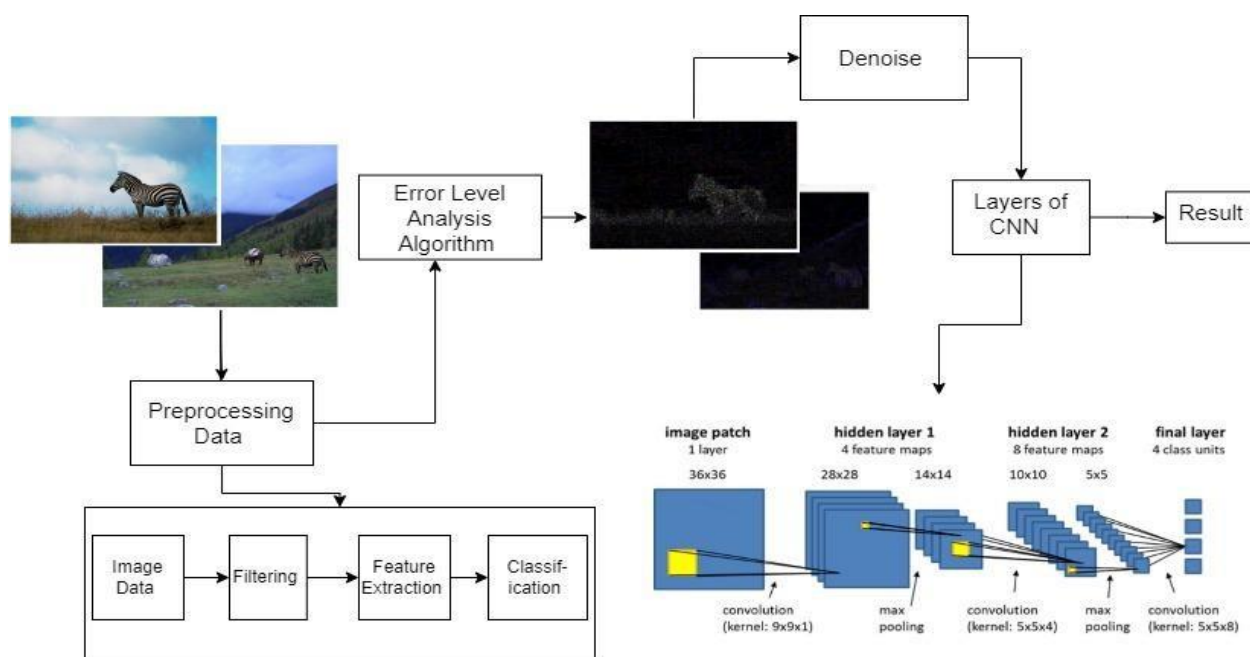 Denoise
Error Level
Analysis
Algorithm
Layers of
CNN
Result
Preprocessing
Data
Image
Data
Filtering
Feature
Extraction
Classif-
ication
image patch
1 layer
36x36
hidden layer 1
4 feature maps
28x28
14x14
hidden layer 2
8 feature maps
10x10
5x5
final layer
4 class units
convolution
(kernel: 9x9x1)
max
pooling
convolution
(kernel: 5x5x4)
max
pooling
convolution
(kernel: 5x5x8)